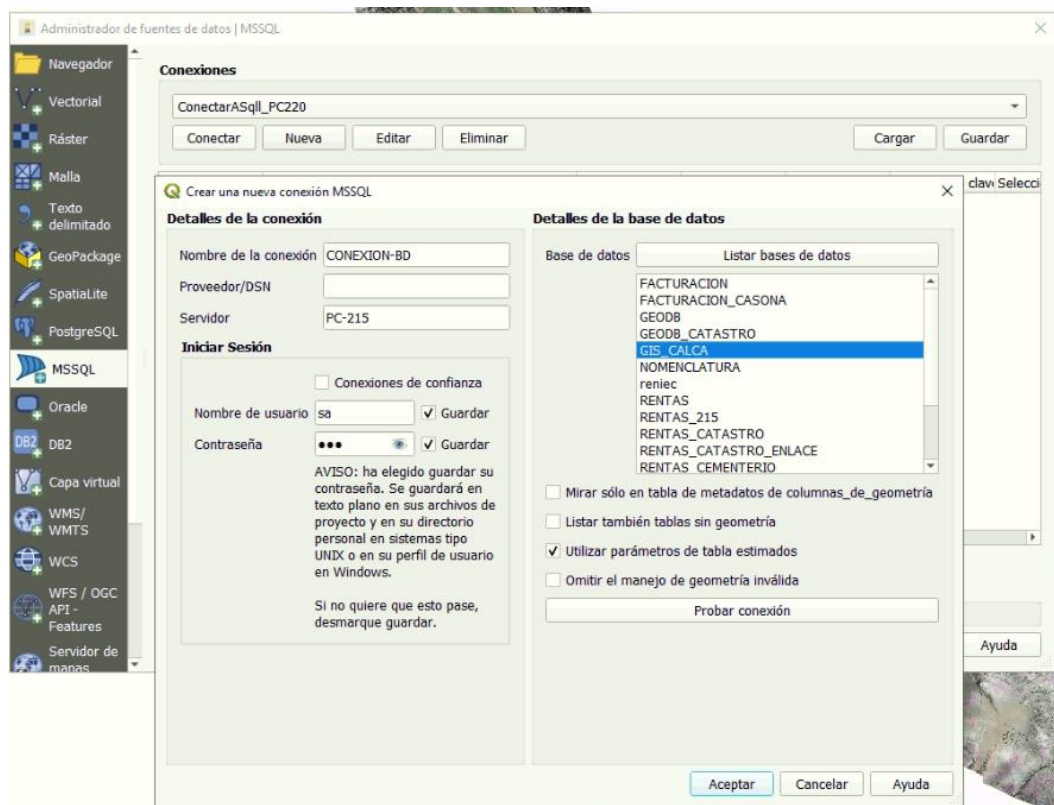 Administrador de fuentes de datos | MSSQL
Navegador
Vectorial
Ráster
Malla
Texto
delimitado
GeoPackage
SpatiaLite
PostgreSQL
MSSQL
Oracle
DB2
DB2
Capa virtual
WMS/
WMTS
WCS
WFS / OGC
API -
Features
Servidor de
mapas
Conexiones
ConectarASqll_PC220
Conectar
Nueva
Editar
Eliminar
Cargar
Guardar
clav Selecci
Crear una nueva conexión MSSQL
Detalles de la conexión
Nombre de la conexión CONEXION-BD
Proveedor/DSN
Servidor PC-215
Iniciar Sesión
Conexiones de confianza
Nombre de usuario sa Guardar
Contraseña ●●● Guardar
AVISO: ha elegido guardar su
contraseña. Se guardará en
texto plano en sus archivos de
proyecto y en su directorio
personal en sistemas tipo
UNIX o en su perfil de usuario
en Windows.
Si no quiere que esto pase,
desmarque guardar.
Detalles de la base de datos
Base de datos Listar bases de datos
FACTURACION
FACTURACION_CASONA
GEODB
GEODB_CATASTRO
GIS_CALCA
NOMENCLATURA
reniec
RENTAS
RENTAS_215
RENTAS_CATASTRO
RENTAS_CATASTRO_ENLACE
RENTAS_CEMENTERIO
Mirar sólo en tabla de metadatos de columnas_de_geometría
Listar también tablas sin geometría
Utilizar parámetros de tabla estimados
Omitir el manejo de geometría inválida
Probar conexión
Aceptar
Cancelar
Ayuda
Ayuda